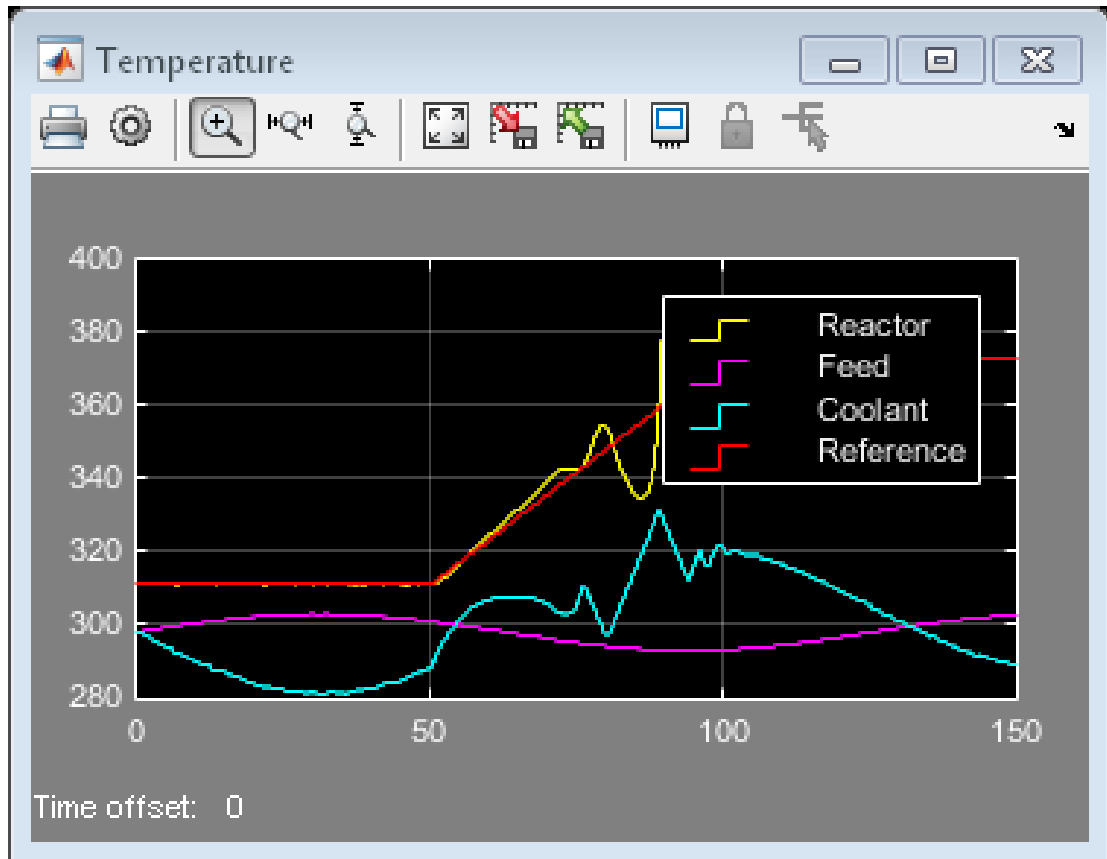 Temperature
400
380
360
340
320
300
280
0 50 100 150
Reactor
Feed
Coolant
Reference
Time offset: 0